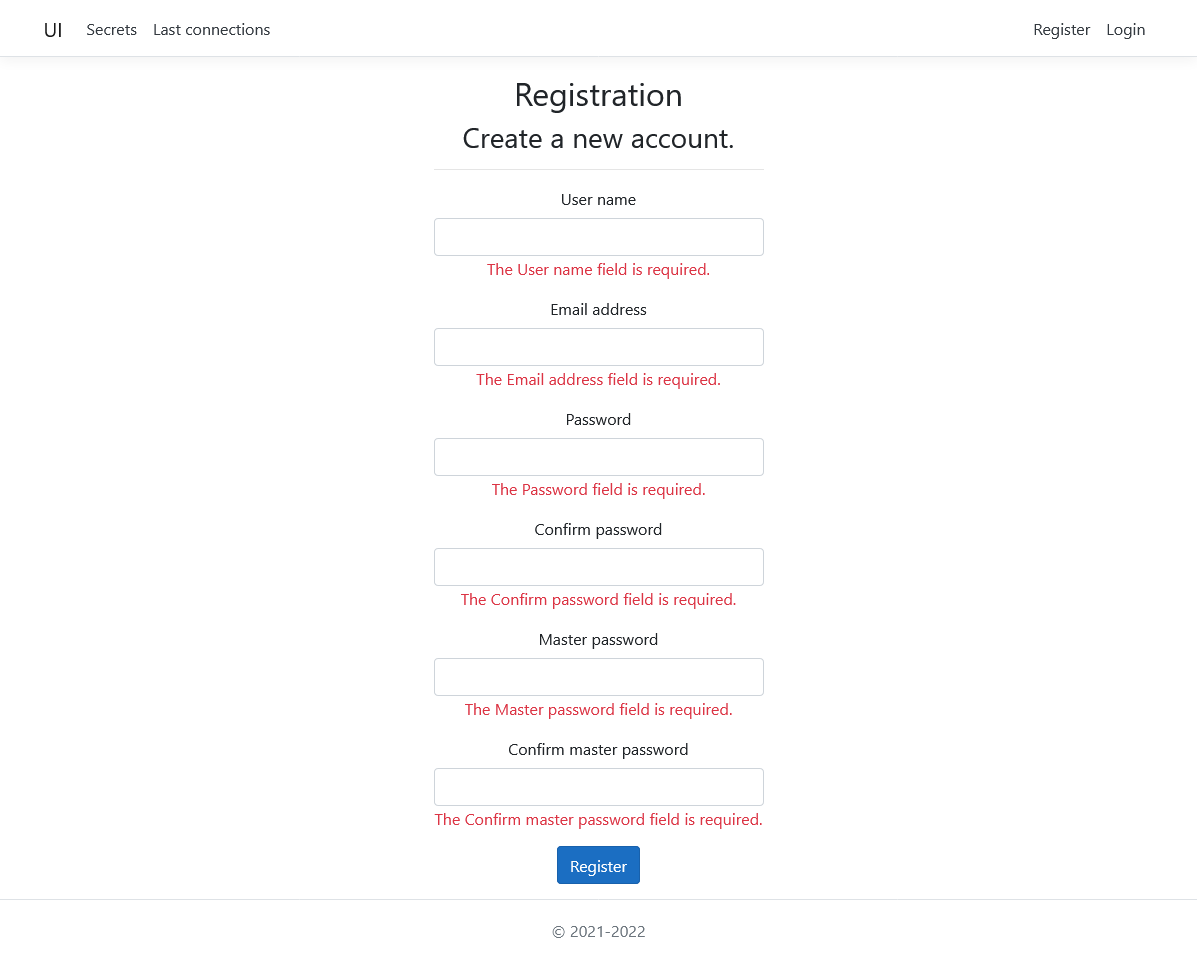 UI Secrets Last connections Register Login
Registration
Create a new account.
User name
The User name field is required.
Email address
The Email address field is required.
Password
The Password field is required.
Confirm password
The Confirm password field is required.
Master password
The Master password field is required.
Confirm master password
The Confirm master password field is required.
Register
© 2021-2022